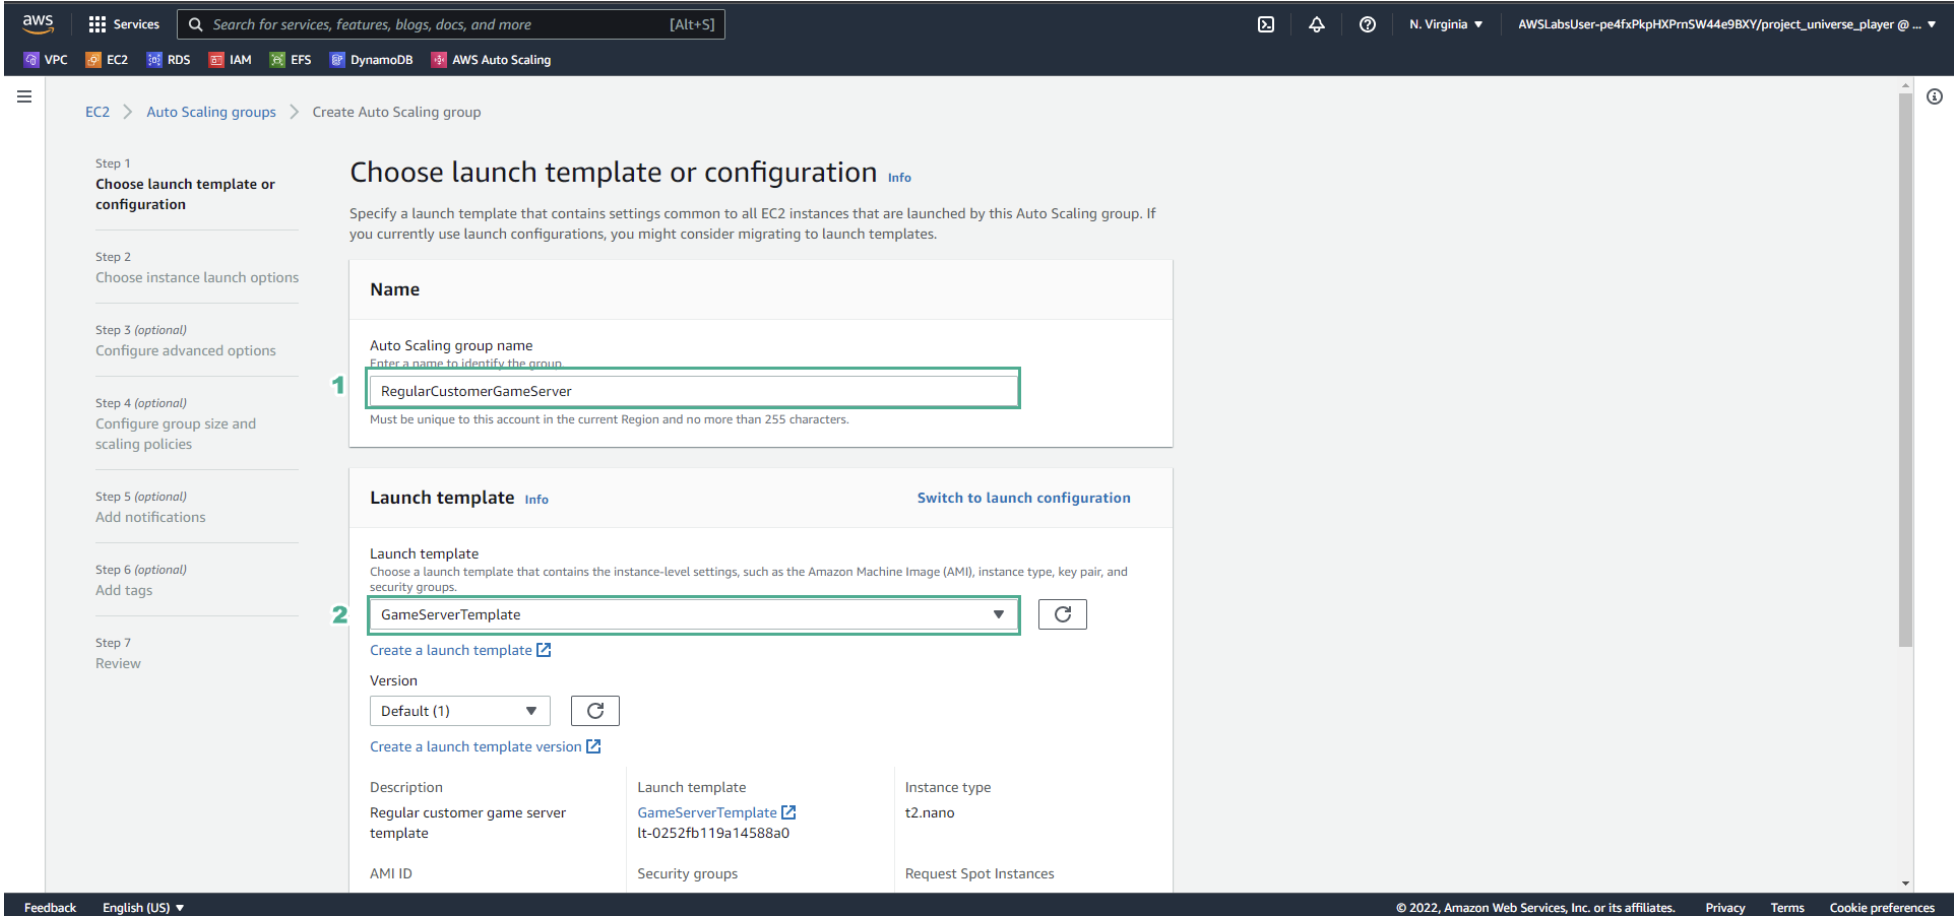 aws
Services
Search for services, features, blogs, docs, and more [Alt+S]
N. Virginia
AWSLabsUser-pe4fxPkpHXPrnSW44e9BXY/project_universe_player @ ...
VPC EC2 RDS IAM EFS DynamoDB AWS Auto Scaling
EC2 > Auto Scaling groups > Create Auto Scaling group
Step 1
Choose launch template or
configuration
Step 2
Choose instance launch options
Step 3 (optional)
Configure advanced options
Step 4 (optional)
Configure group size and
scaling policies
Step 5 (optional)
Add notifications
Step 6 (optional)
Add tags
Step 7
Review
Choose launch template or configuration Info
Specify a launch template that contains settings common to all EC2 instances that are launched by this Auto Scaling group. If
you currently use launch configurations, you might consider migrating to launch templates.
Name
Auto Scaling group name
Enter a name to identify the group.
1
RegularCustomerGameServer
Must be unique to this account in the current Region and no more than 255 characters.
Launch template Info
Switch to launch configuration
Launch template
Choose a launch template that contains the instance-level settings, such as the Amazon Machine Image (AMI), instance type, key pair, and
security groups.
2
GameServerTemplate
Create a launch template
Version
Default (1)
Create a launch template version
Description
Regular customer game server
template
Launch template
GameServerTemplate
lt-0252fb119a14588a0
Instance type
t2.nano
AMI ID
Security groups
Request Spot Instances
Feedback English (US)
© 2022, Amazon Web Services, Inc. or its affiliates. Privacy Terms Cookie preferences